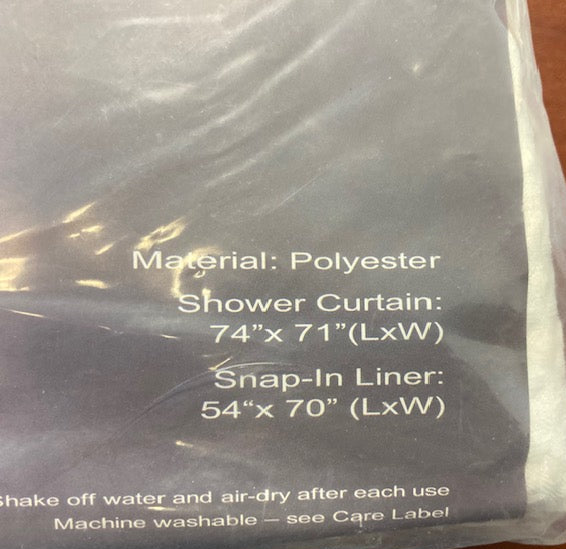 Material: Polyester
Shower Curtain:
74”x 71”(LxW)
Snap-In Liner:
54“x 70” (LxW)
Shake off water and air-dry after each use
Machine washable – see Care Label